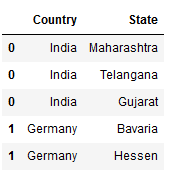 Country State
0 India Maharashtra
0 India Telangana
0 India Gujarat
1 Germany Bavaria
1 Germany Hessen